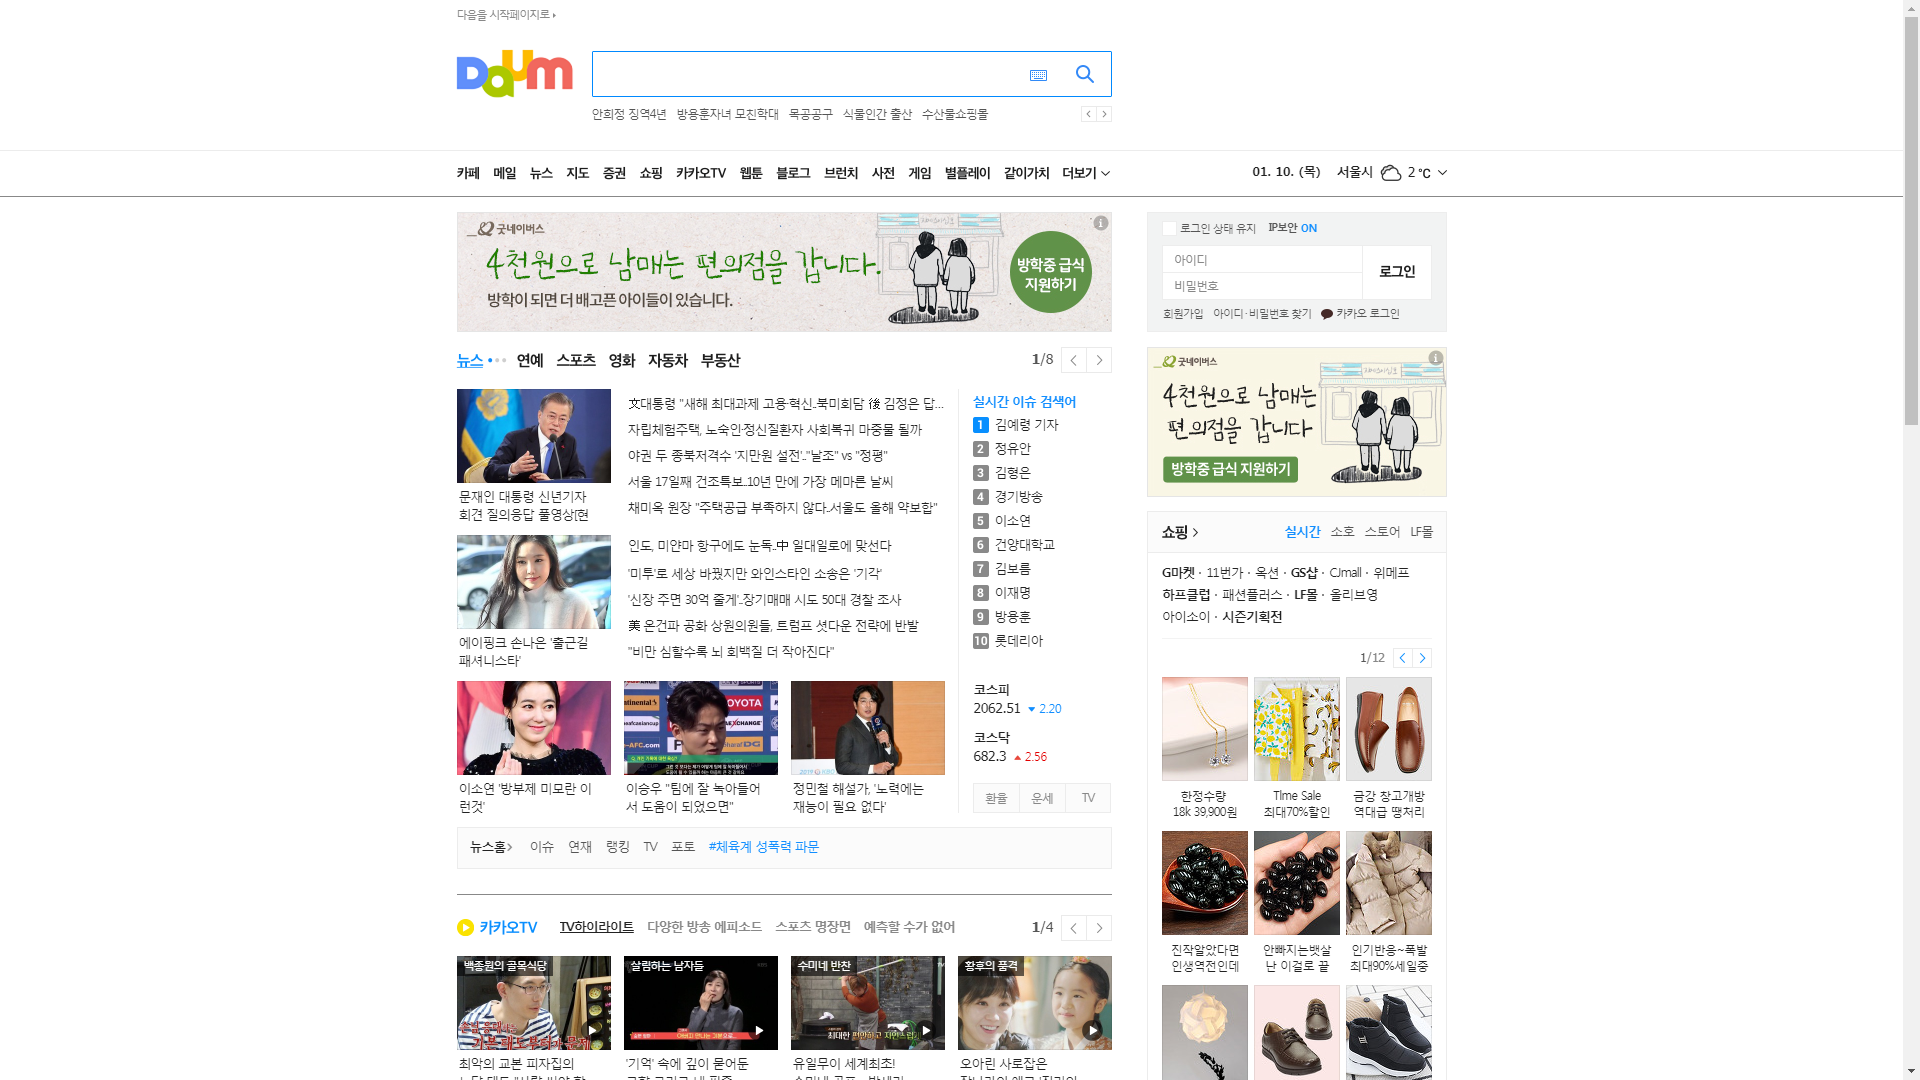 다음을 시작페이지로
Daum
안희정 징역4년 방용훈자녀 모친학대 목공공구 식물인간 출산 수산물쇼핑몰
카페 메일 뉴스 지도 증권 쇼핑 카카오TV 웹툰 블로그 브런치 사전 게임 별플레이 같이가치 더보기
01. 10. (목) 서울시 2 ℃
굿네이버스
4천원으로 남매는 편의점을 갑니다.
방학이 되면 더 배고픈 아이들이 있습니다.
방학중 급식
지원하기
로그인 상태 유지 IP보안 ON
아이디
비밀번호
로그인
회원가입 아이디·비밀번호 찾기 카카오 로그인
뉴스 연예 스포츠 영화 자동차 부동산
1/8
문재인 대통령 신년기자
회견 질의응답 풀영상[현
에이핑크 손나은 '출근길
패셔니스타'
文대통령 "새해 최대과제 고용·혁신..북미회담 後 김정은 답...
자립체험주택, 노숙인·정신질환자 사회복귀 마중물 될까
야권 두 종북저격수 '지만원 설전'.."날조" vs "정평"
서울 17일째 건조특보..10년 만에 가장 메마른 날씨
채미옥 원장 "주택공급 부족하지 않다..서울도 올해 약보합"
인도, 미얀마 항구에도 눈독..中 일대일로에 맞선다
'미투'로 세상 바꿨지만 와인스타인 소송은 '기각'
'신장 주면 30억 줄게'..장기매매 시도 50대 경찰 조사
美 온건파 공화 상원의원들, 트럼프 셧다운 전략에 반발
"비만 심할수록 뇌 회백질 더 작아진다"
이소연 '방부제 미모란 이
런것'
이승우 "팀에 잘 녹아들어
서 도움이 되었으면"
정민철 해설가, '노력에는
재능이 필요 없다'
실시간 이슈 검색어
1 김예령 기자
2 정유안
3 김형은
4 경기방송
5 이소연
6 건양대학교
7 김보름
8 이재명
9 방용훈
10 롯데리아
코스피
2062.51 2.20
코스닥
682.3 2.56
환율 운세 TV
뉴스홈 이슈 연재 랭킹 TV 포토 #체육계 성폭력 파문
카카오TV TV하이라이트 다양한 방송 에피소드 스포츠 명장면 예측할 수가 없어
1/4
백종원의 골목식당
살림하는 남자들
수미네 반찬
황후의 품격
최악의 교본 피자집의
'기억' 속에 깊이 묻어둔
유일무이 세계최초!
오아린 사로잡은
굿네이버스
4천원으로 남매는
편의점을 갑니다
방학중 급식 지원하기
쇼핑 실시간 소호 스토어 LF몰
G마켓 · 11번가 · 옥션 · GS샵 · CJmall · 위메프
하프클럽 · 패션플러스 · LF몰 · 올리브영
아이소이 · 시즌기획전
1/12
한정수량
18k 39,900원
TIme Sale
최대70%할인
금강 창고개방
역대급 땡처리
진작알았다면
인생역전인데
안빠지는뱃살
난 이걸로 끝
인기반응~폭발
최대90%세일중